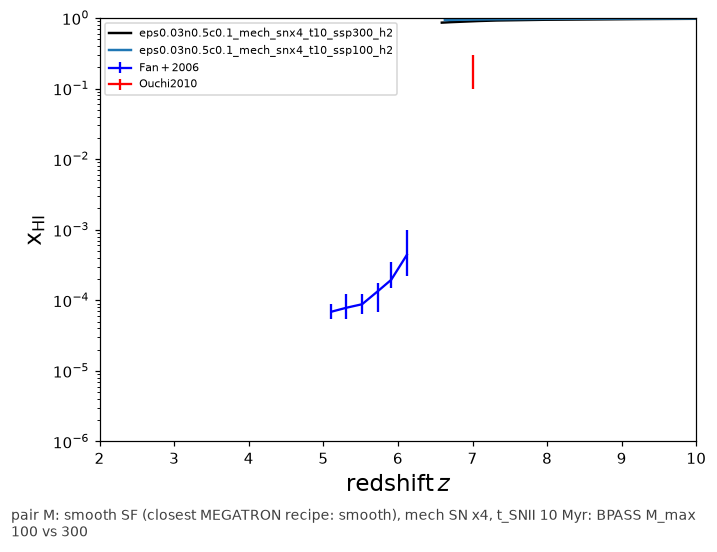 10⁰
10⁻¹
10⁻²
10⁻³
10⁻⁴
10⁻⁵
10⁻⁶
eps0.03n0.5c0.1_mech_snx4_t10_ssp300_h2
eps0.03n0.5c0.1_mech_snx4_t10_ssp100_h2
Fan+2006
Ouchi2010
xHI
2 3 4 5 6 7 8 9 10
redshift z
pair M: smooth SF (closest MEGATRON recipe: smooth), mech SN x4, t_SNII 10 Myr: BPASS M_max
100 vs 300